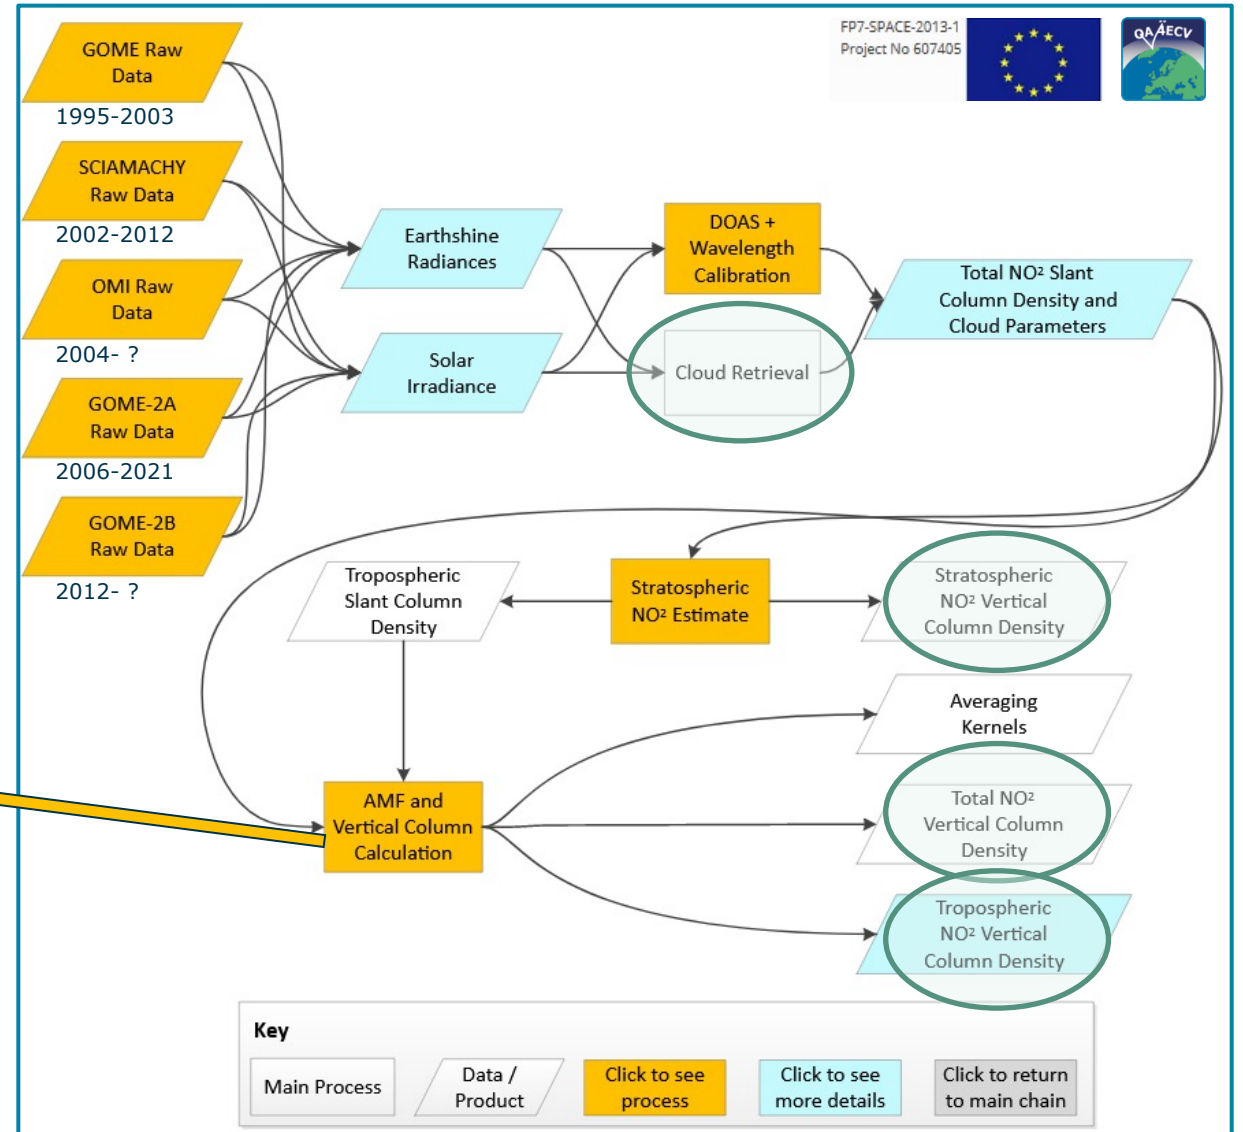 FP7-SPACE-2013-1
Project No 607405
QA4ECV
GOME Raw
Data
1995-2003
SCIAMACHY
Raw Data
2002-2012
OMI Raw
Data
2004- ?
GOME-2A
Raw Data
2006-2021
GOME-2B
Raw Data
2012- ?
Earthshine
Radiances
Solar
Irradiance
DOAS +
Wavelength
Calibration
Cloud Retrieval
Total NO² Slant
Column Density and
Cloud Parameters
Tropospheric
Slant Column
Density
Stratospheric
NO² Estimate
Stratospheric
NO² Vertical
Column Density
Averaging
Kernels
AMF and
Vertical Column
Calculation
Total NO²
Vertical Column
Density
Tropospheric
NO² Vertical
Column Density
Key
Main Process
Data /
Product
Click to see
process
Click to see
more details
Click to return
to main chain